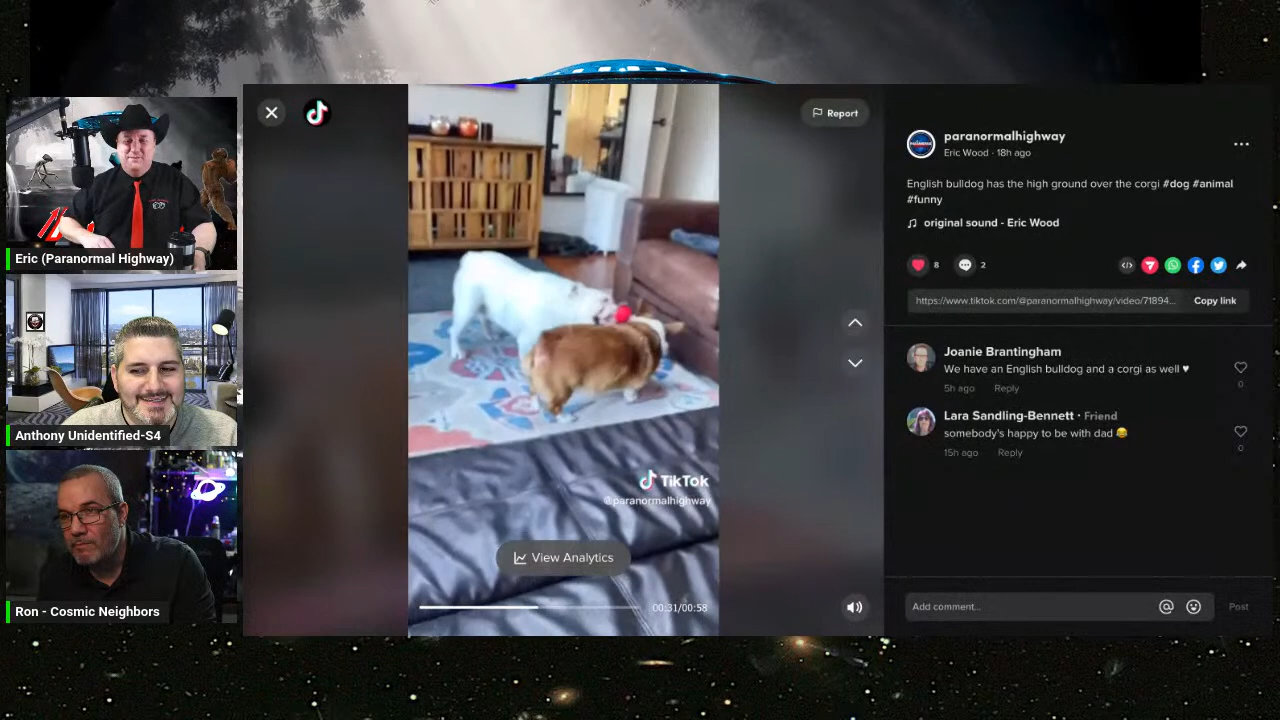 Eric (Paranormal Highway)
Anthony Unidentified-S4
Ron - Cosmic Neighbors
Report
TikTok
@paranormalhighway
View Analytics
00:31/00:58
paranormalhighway
Eric Wood · 18h ago
English bulldog has the high ground over the corgi #dog #animal
#funny
original sound - Eric Wood
8
2
https://www.tiktok.com/@paranormalhighway/video/71894...
Copy link
Joanie Brantingham
We have an English bulldog and a corgi as well ♥
5h ago
Reply
0
Lara Sandling-Bennett · Friend
somebody's happy to be with dad 😂
15h ago
Reply
0
Add comment...
Post